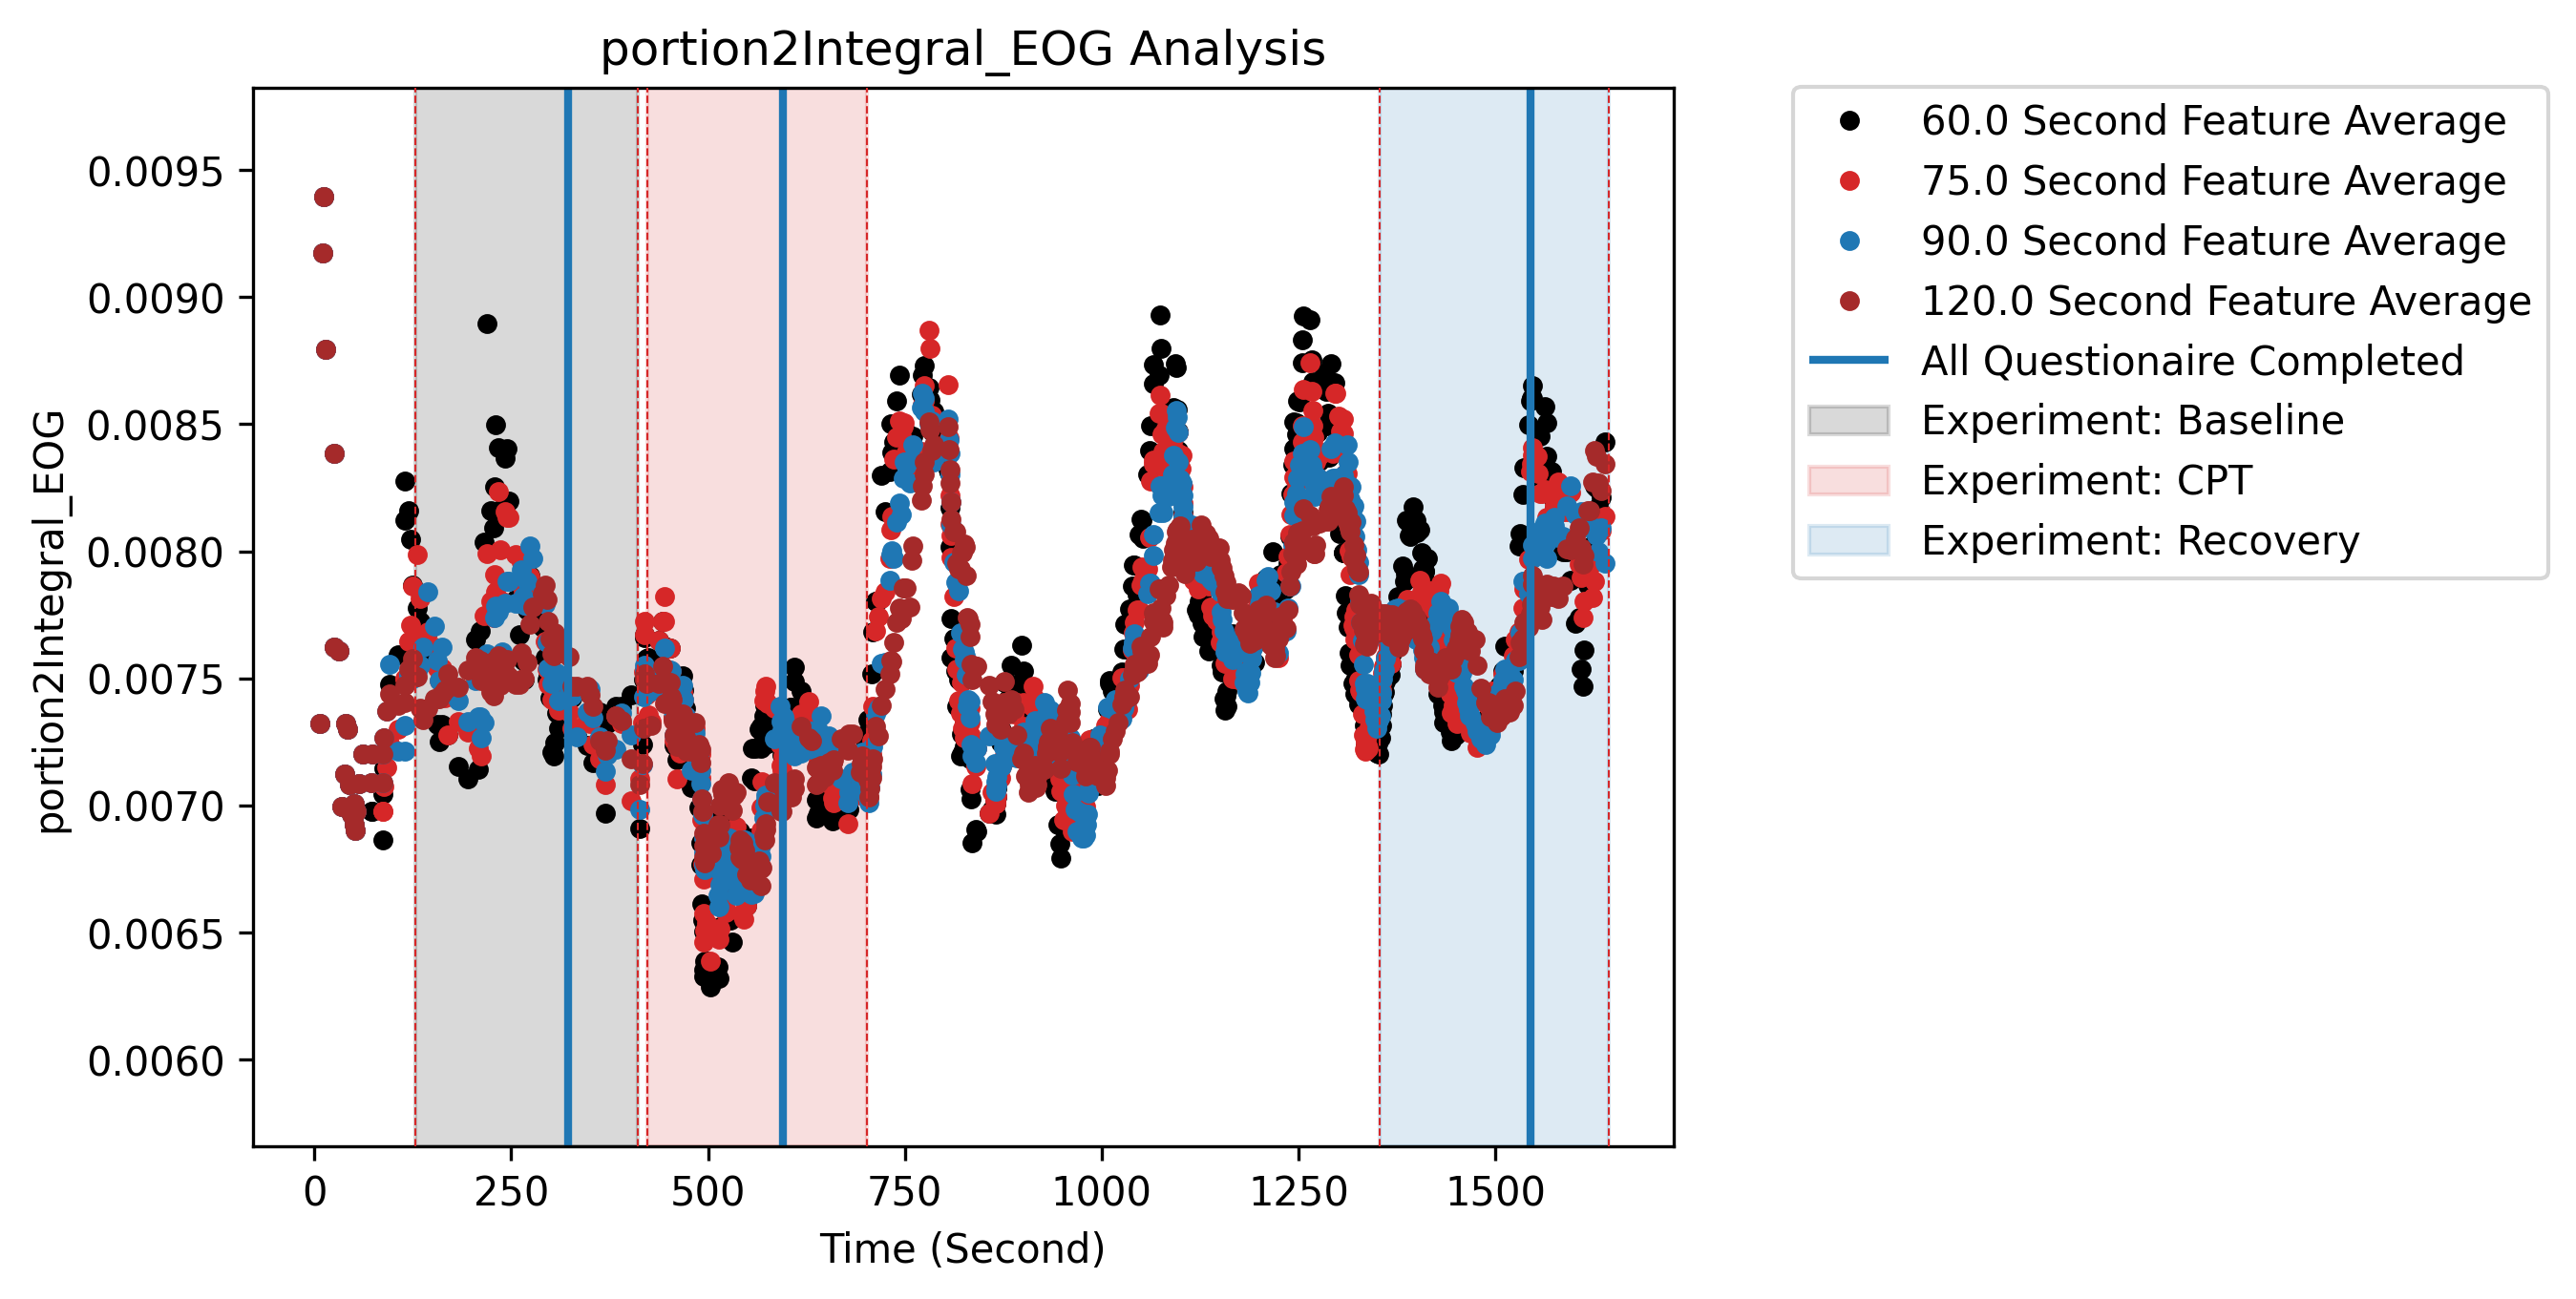 portion2Integral_EOG Analysis
portion2Integral_EOG
0.0095
0.0090
0.0085
0.0080
0.0075
0.0070
0.0065
0.0060
0 250 500 750 1000 1250 1500
Time (Second)
60.0 Second Feature Average
75.0 Second Feature Average
90.0 Second Feature Average
120.0 Second Feature Average
All Questionaire Completed
Experiment: Baseline
Experiment: CPT
Experiment: Recovery